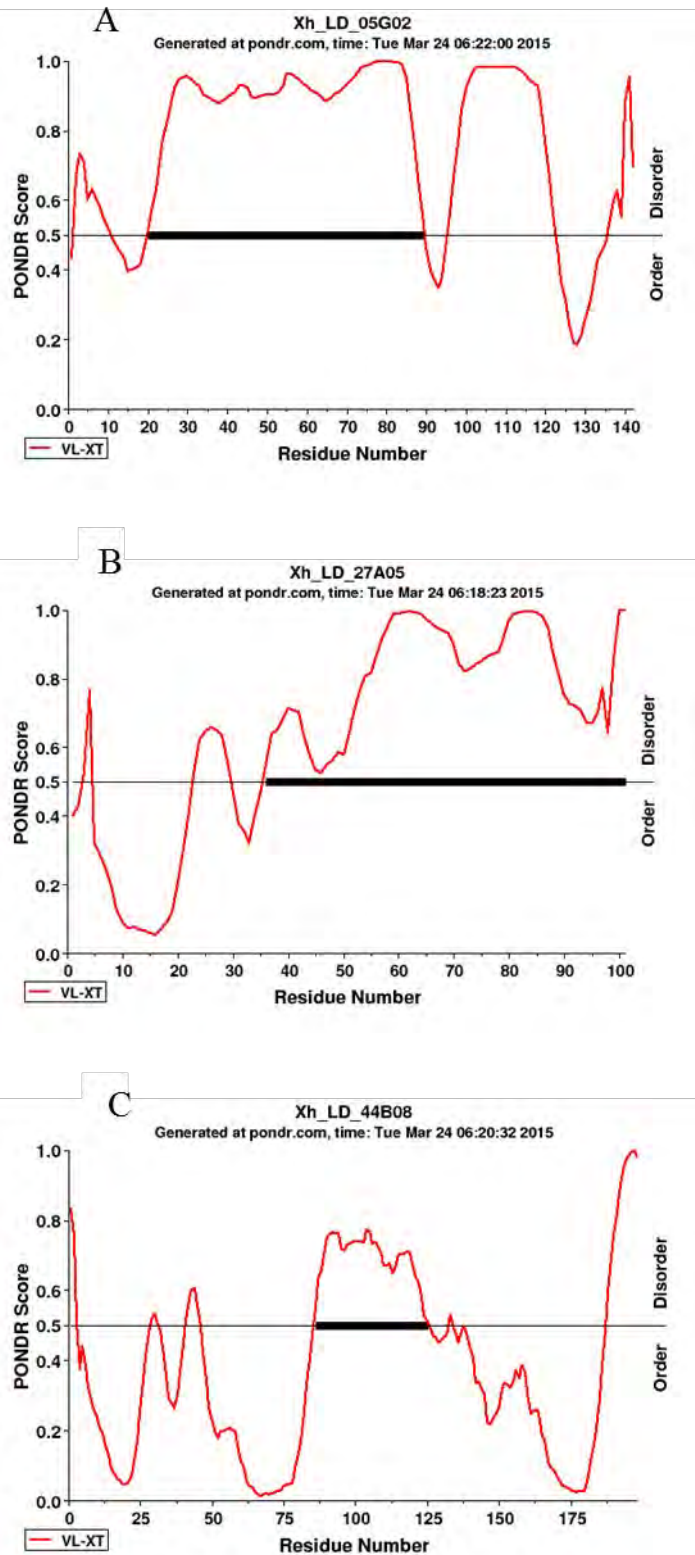 A
Xh_LD_05G02
Generated at pondr.com, time: Tue Mar 24 06:22:00 2015
PONDR Score
1.0
0.8
0.6
0.5
0.4
0.2
0.0
Disorder
Order
0 10 20 30 40 50 60 70 80 90 100 110 120 130 140
VL-XT
Residue Number
B
Xh_LD_27A05
Generated at pondr.com, time: Tue Mar 24 06:18:23 2015
PONDR Score
1.0
0.8
0.6
0.5
0.4
0.2
0.0
Disorder
Order
0 10 20 30 40 50 60 70 80 90 100
VL-XT
Residue Number
C
Xh_LD_44B08
Generated at pondr.com, time: Tue Mar 24 06:20:32 2015
PONDR Score
1.0
0.8
0.6
0.5
0.4
0.2
0.0
Disorder
Order
0 25 50 75 100 125 150 175
VL-XT
Residue Number